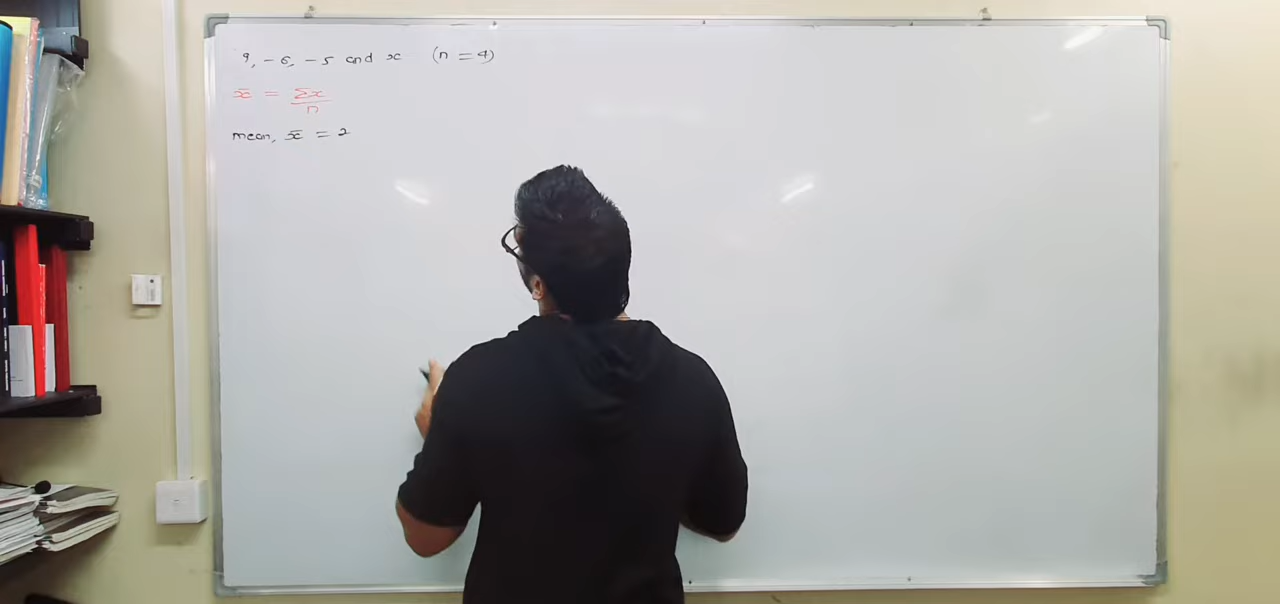 9, -6, -5 and x (n = 4)
x̄ = Σx/n
mean, x̄ = 2